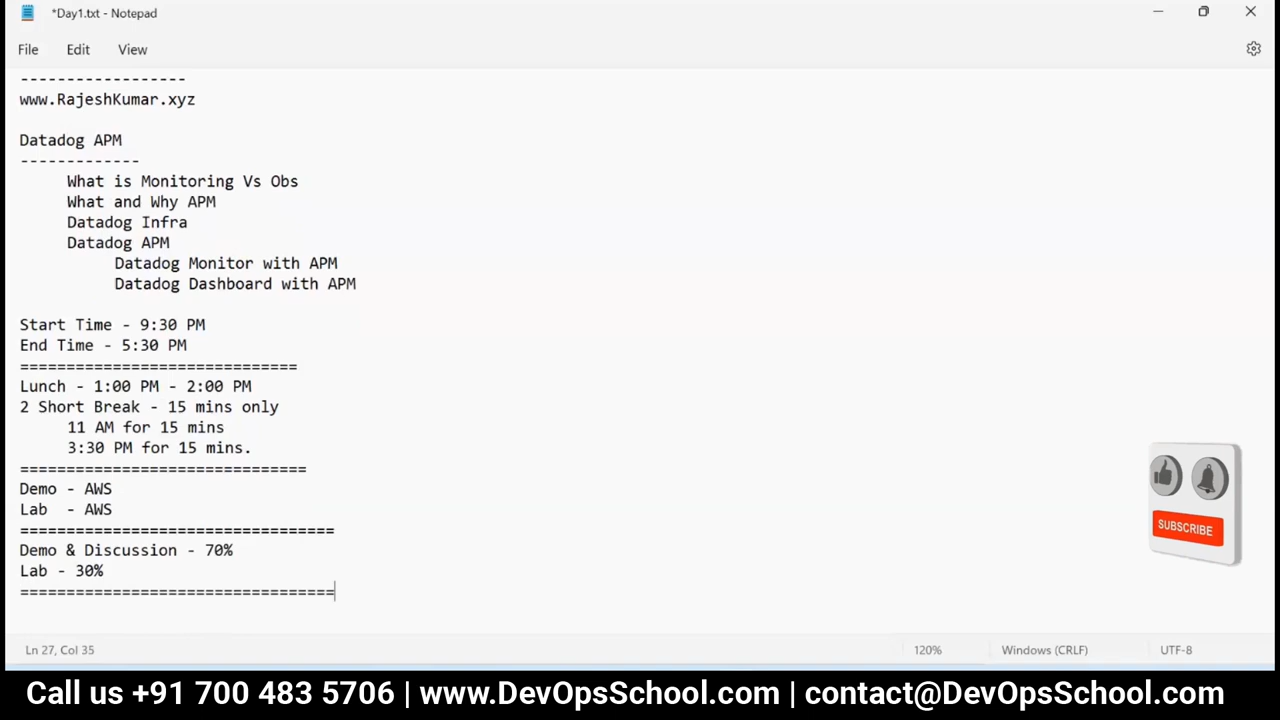 *Day1.txt - Notepad
File Edit View
------------------
www.RajeshKumar.xyz
Datadog APM
-------------
What is Monitoring Vs Obs
What and Why APM
Datadog Infra
Datadog APM
Datadog Monitor with APM
Datadog Dashboard with APM
Start Time - 9:30 PM
End Time - 5:30 PM
==============================
Lunch - 1:00 PM - 2:00 PM
2 Short Break - 15 mins only
11 AM for 15 mins
3:30 PM for 15 mins.
===============================
Demo - AWS
Lab  - AWS
==================================
Demo & Discussion - 70%
Lab - 30%
==================================
SUBSCRIBE
Ln 27, Col 35 120% Windows (CRLF) UTF-8
Call us +91 700 483 5706 | www.DevOpsSchool.com | contact@DevOpsSchool.com